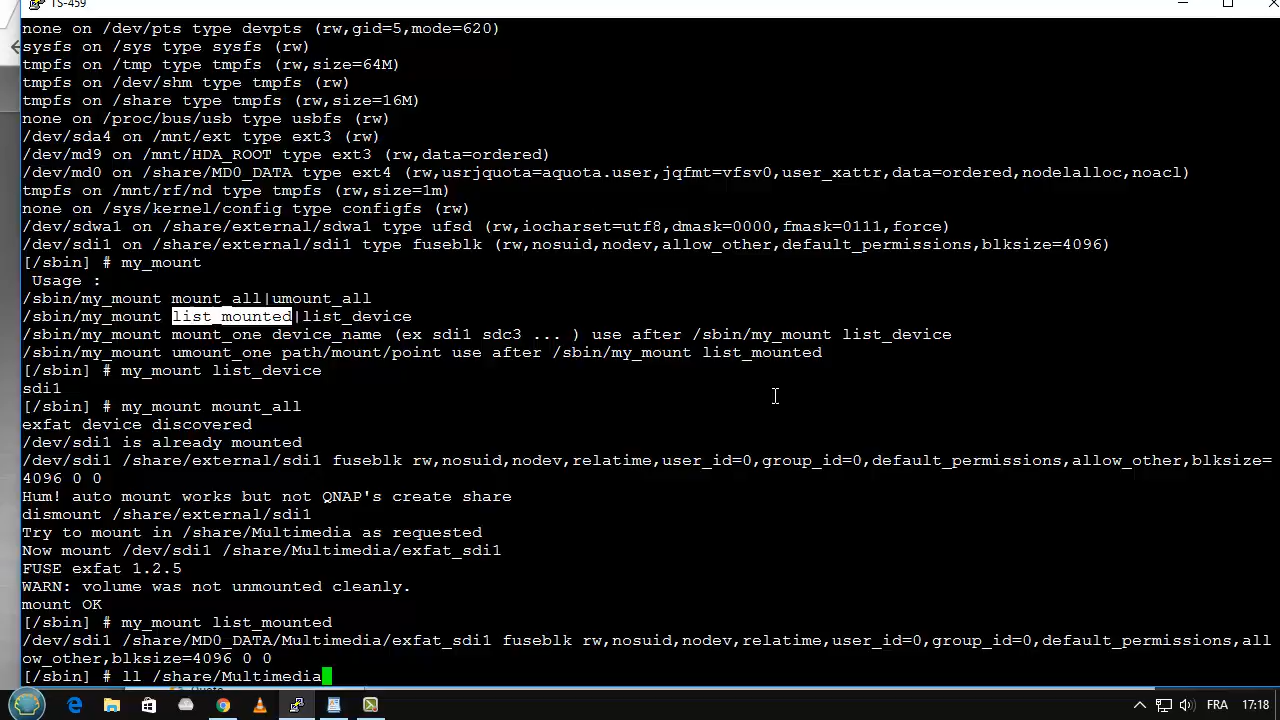 TS-459
none on /dev/pts type devpts (rw,gid=5,mode=620)
sysfs on /sys type sysfs (rw)
tmpfs on /tmp type tmpfs (rw,size=64M)
tmpfs on /dev/shm type tmpfs (rw)
tmpfs on /share type tmpfs (rw,size=16M)
none on /proc/bus/usb type usbfs (rw)
/dev/sda4 on /mnt/ext type ext3 (rw)
/dev/md9 on /mnt/HDA_ROOT type ext3 (rw,data=ordered)
/dev/md0 on /share/MD0_DATA type ext4 (rw,usrjquota=aquota.user,jqfmt=vfsv0,user_xattr,data=ordered,nodelalloc,noacl)
tmpfs on /mnt/rf/nd type tmpfs (rw,size=1m)
none on /sys/kernel/config type configfs (rw)
/dev/sdwa1 on /share/external/sdwa1 type ufsd (rw,iocharset=utf8,dmask=0000,fmask=0111,force)
/dev/sdi1 on /share/external/sdi1 type fuseblk (rw,nosuid,nodev,allow_other,default_permissions,blksize=4096)
[/sbin] # my_mount
Usage :
/sbin/my_mount mount_all|umount_all
/sbin/my_mount list_mounted|list_device
/sbin/my_mount mount_one device_name (ex sdi1 sdc3 ... ) use after /sbin/my_mount list_device
/sbin/my_mount umount_one path/mount/point use after /sbin/my_mount list_mounted
[/sbin] # my_mount list_device
sdi1
[/sbin] # my_mount mount_all
exfat device discovered
/dev/sdi1 is already mounted
/dev/sdi1 /share/external/sdi1 fuseblk rw,nosuid,nodev,relatime,user_id=0,group_id=0,default_permissions,allow_other,blksize=
4096 0 0
Hum! auto mount works but not QNAP's create share
dismount /share/external/sdi1
Try to mount in /share/Multimedia as requested
Now mount /dev/sdi1 /share/Multimedia/exfat_sdi1
FUSE exfat 1.2.5
WARN: volume was not unmounted cleanly.
mount OK
[/sbin] # my_mount list_mounted
/dev/sdi1 /share/MD0_DATA/Multimedia/exfat_sdi1 fuseblk rw,nosuid,nodev,relatime,user_id=0,group_id=0,default_permissions,all
ow_other,blksize=4096 0 0
[/sbin] # ll /share/Multimedia
FRA 17:18